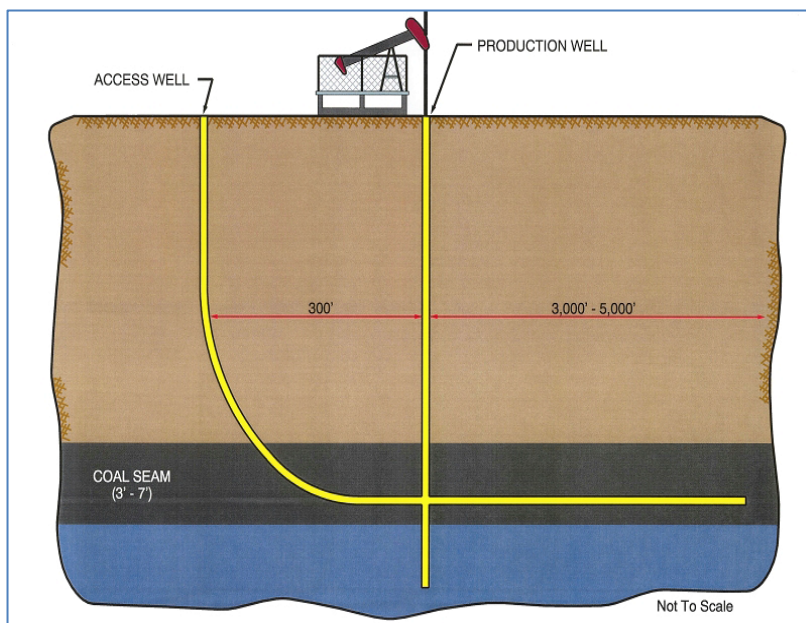 PRODUCTION WELL
ACCESS WELL
300'
3,000' - 5,000'
COAL SEAM
(3' - 7')
Not To Scale